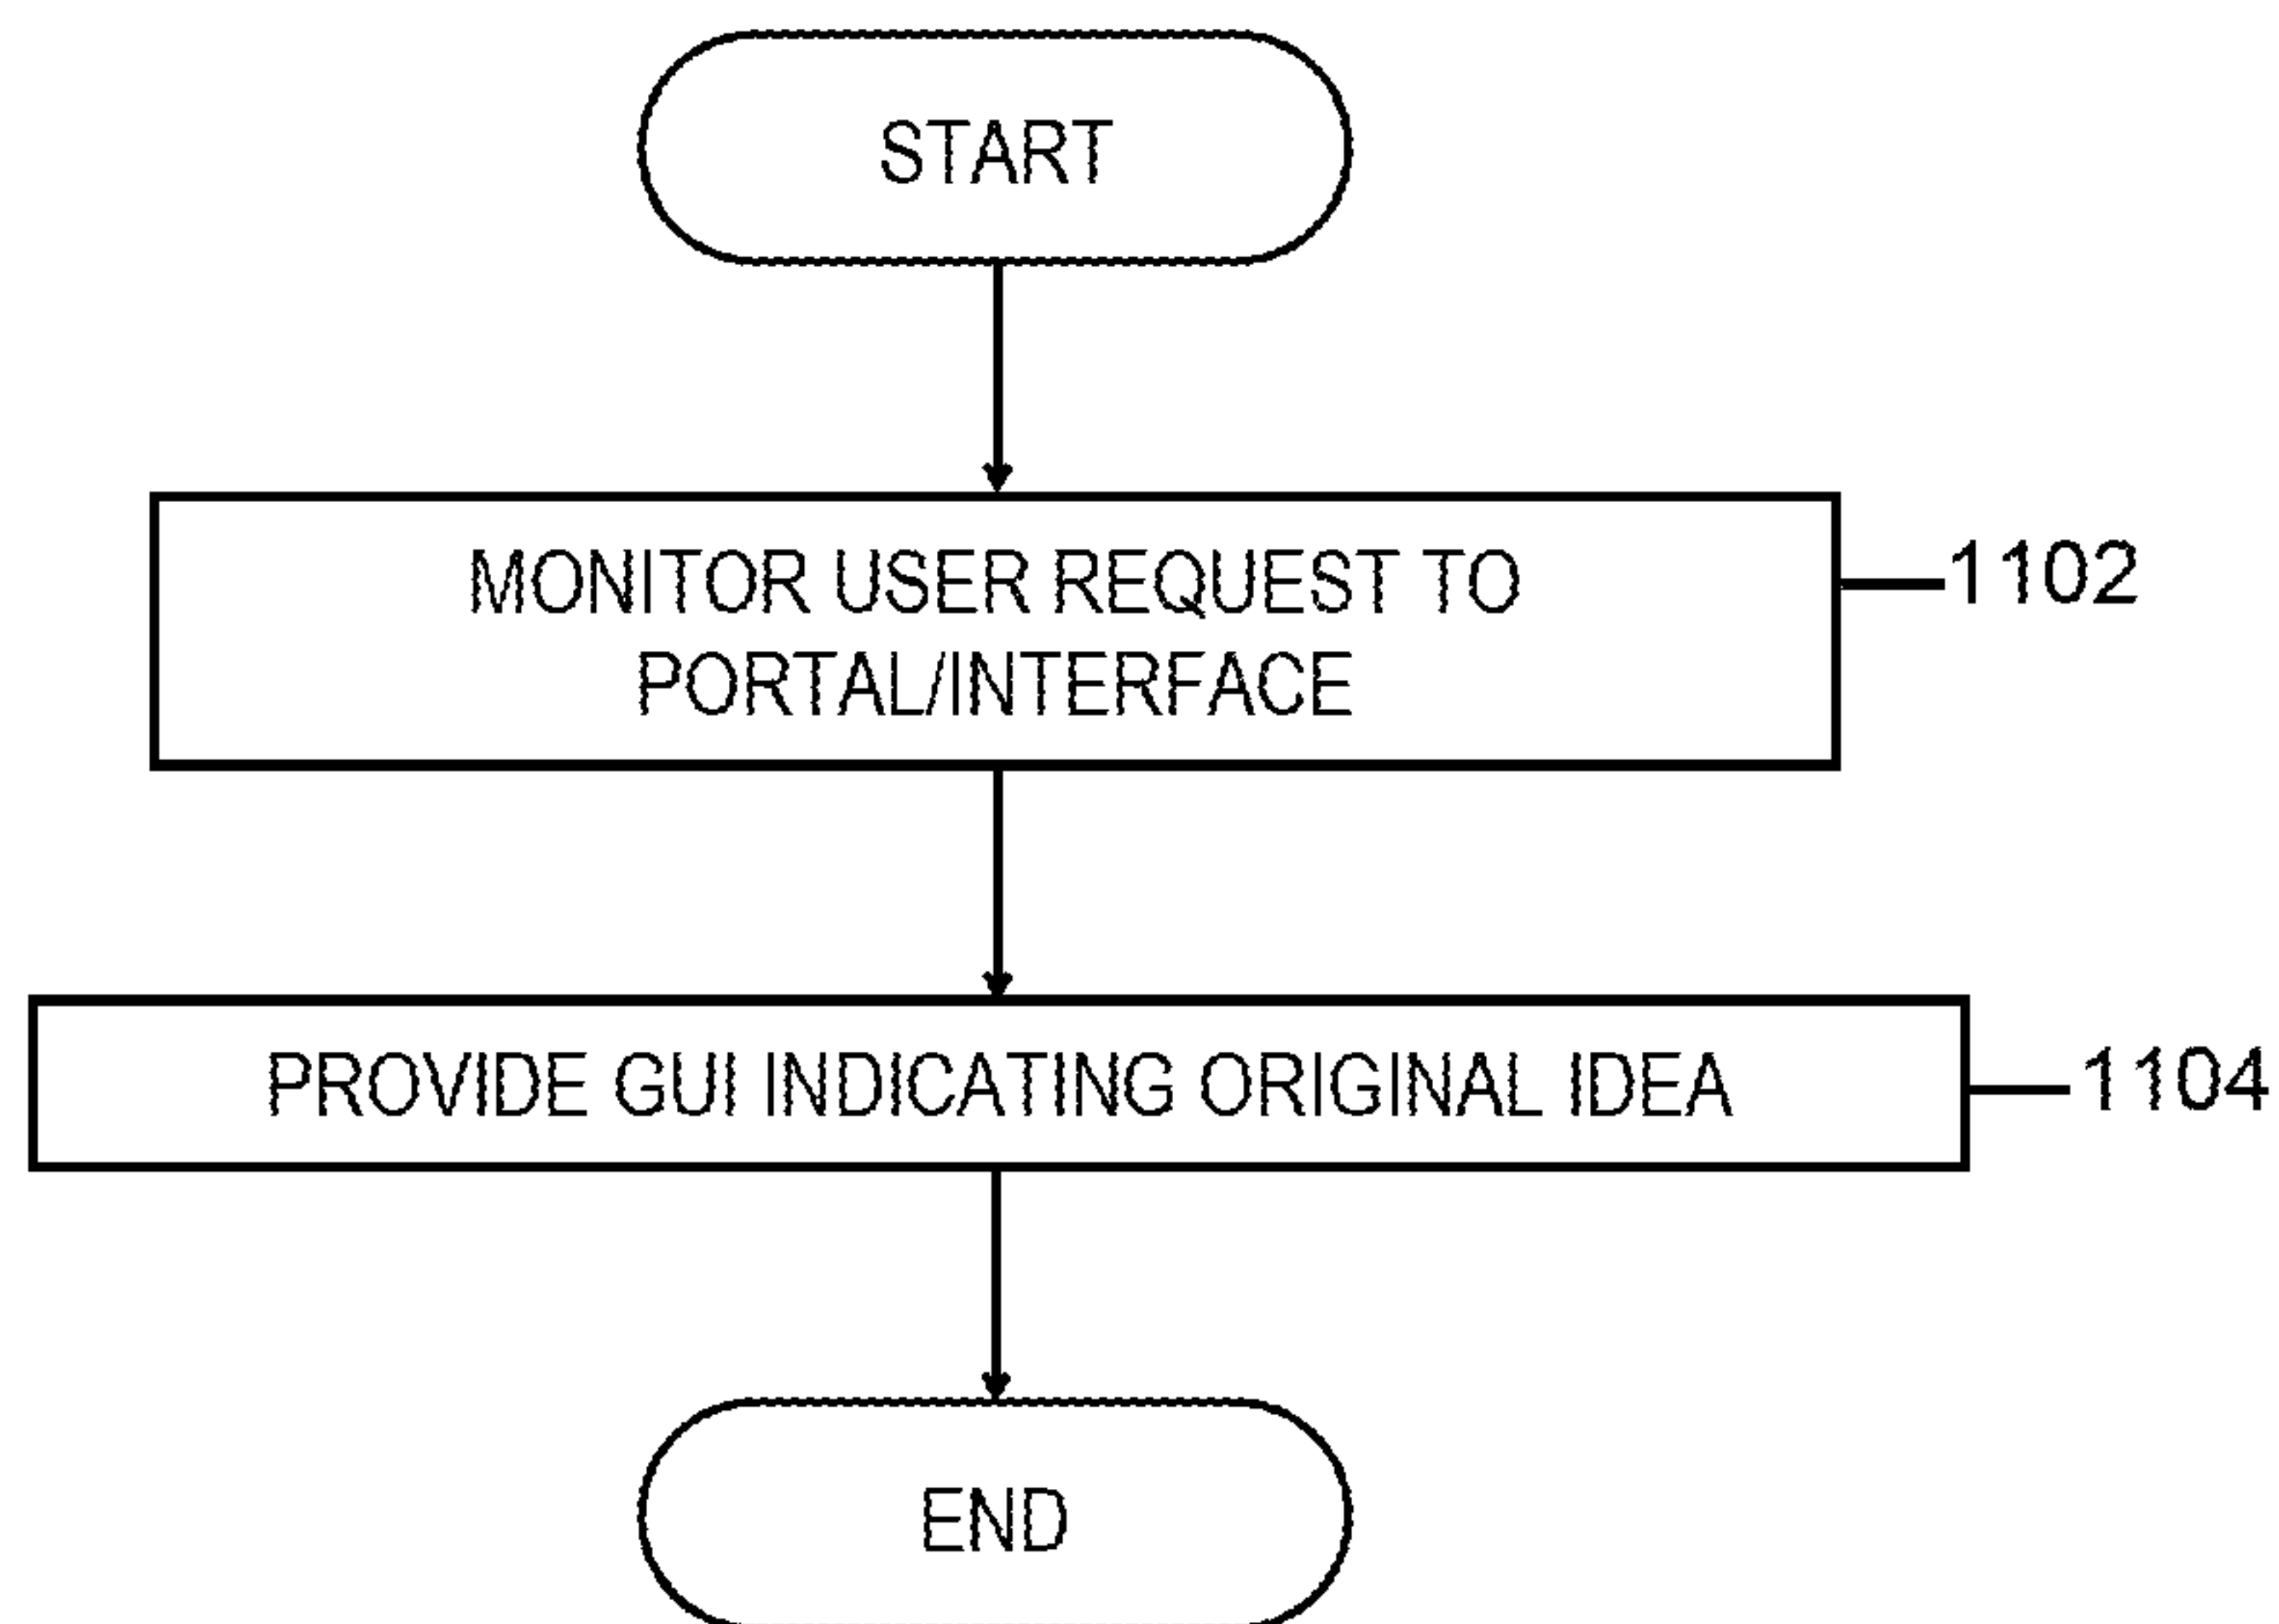 START
MONITOR USER REQUEST TO
PORTAL/INTERFACE
1102
PROVIDE GUI INDICATING ORIGINAL IDEA
1104
END